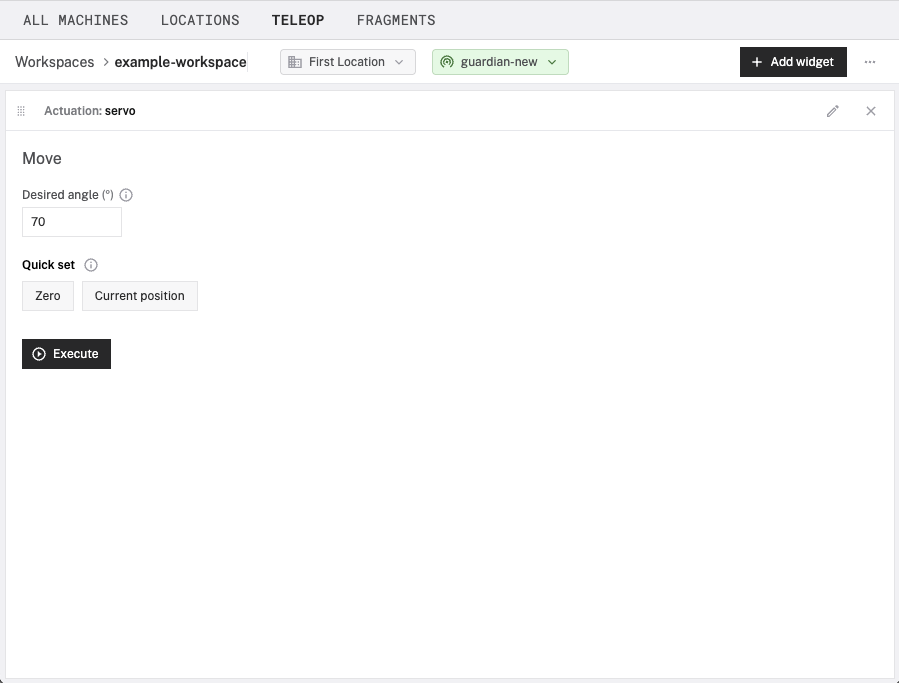 ALL MACHINES LOCATIONS TELEOP FRAGMENTS
Workspaces > example-workspace First Location guardian-new + Add widget ...
Actuation: servo
Move
Desired angle (°)
70
Quick set
Zero Current position
Execute